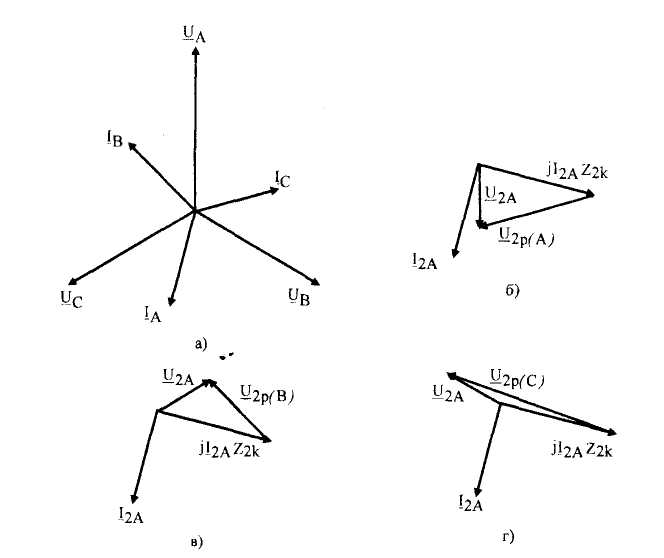 U_A
I_B
I_C
U_C
I_A
U_B
а)
jI_2A Z_2k
U_2A
U_2p(A)
I_2A
б)
U_2A
U_2p(B)
jI_2A Z_2k
I_2A
в)
U_2p(C)
U_2A
jI_2A Z_2k
I_2A
г)